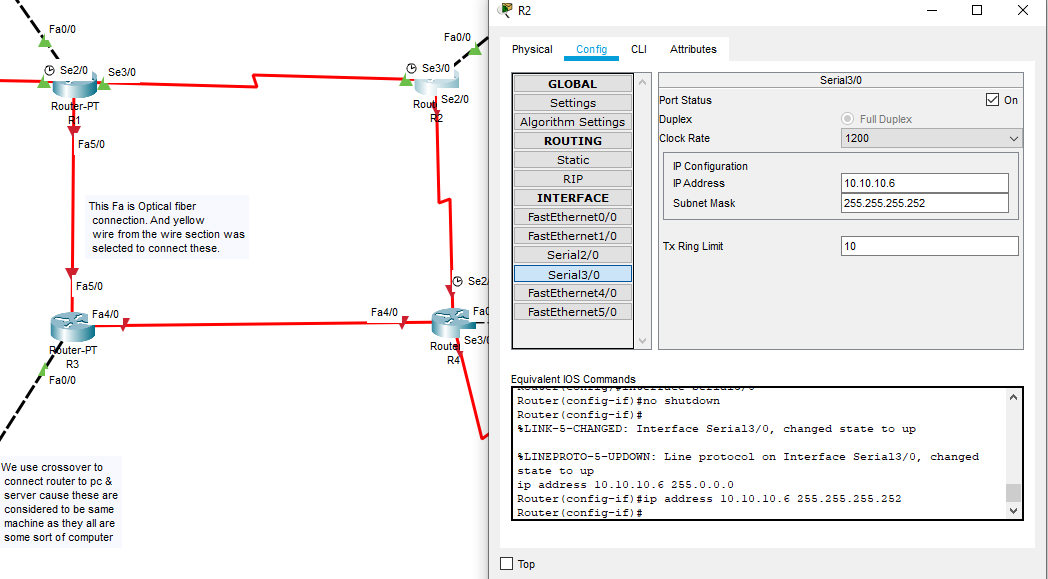 Fa0/0
Se2/0
Se3/0
Router-PT
R1
Fa5/0
Fa0/0
Se3/0
Se2/0
Rout
R2
This Fa is Optical fiber
connection. And yellow
wire from the wire section was
selected to connect these.
Fa5/0
Fa4/0
Router-PT
R3
Fa0/0
Fa4/0
Se2/
Fa0
Route
R4
Se3/0
We use crossover to
connect router to pc &
server cause these are
considered to be same
machine as they all are
some sort of computer
R2
Physical
Config
CLI
Attributes
GLOBAL
Settings
Algorithm Settings
ROUTING
Static
RIP
INTERFACE
FastEthernet0/0
FastEthernet1/0
Serial2/0
Serial3/0
FastEthernet4/0
FastEthernet5/0
Serial3/0
Port Status
On
Duplex
Full Duplex
Clock Rate
1200
IP Configuration
IP Address
10.10.10.6
Subnet Mask
255.255.255.252
Tx Ring Limit
10
Equivalent IOS Commands
Router(config-if)#no shutdown
Router(config-if)#
%LINK-5-CHANGED: Interface Serial3/0, changed state to up
%LINEPROTO-5-UPDOWN: Line protocol on Interface Serial3/0, changed
state to up
ip address 10.10.10.6 255.0.0.0
Router(config-if)#ip address 10.10.10.6 255.255.255.252
Router(config-if)#
Top